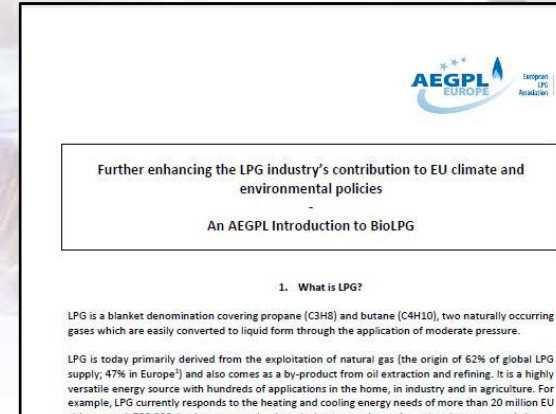 AEGPL
EUROPE
European
LPG
Association
Further enhancing the LPG industry's contribution to EU climate and
environmental policies
-
An AEGPL Introduction to BioLPG
1. What is LPG?
LPG is a blanket denomination covering propane (C3H8) and butane (C4H10), two naturally occurring
gases which are easily converted to liquid form through the application of moderate pressure.
LPG is today primarily derived from the exploitation of natural gas (the origin of 62% of global LPG
supply; 47% in Europe¹) and also comes as a by-product from oil extraction and refining. It is a highly
versatile energy source with hundreds of applications in the home, in industry and in agriculture. For
example, LPG currently responds to the heating and cooling energy needs of more than 20 million EU